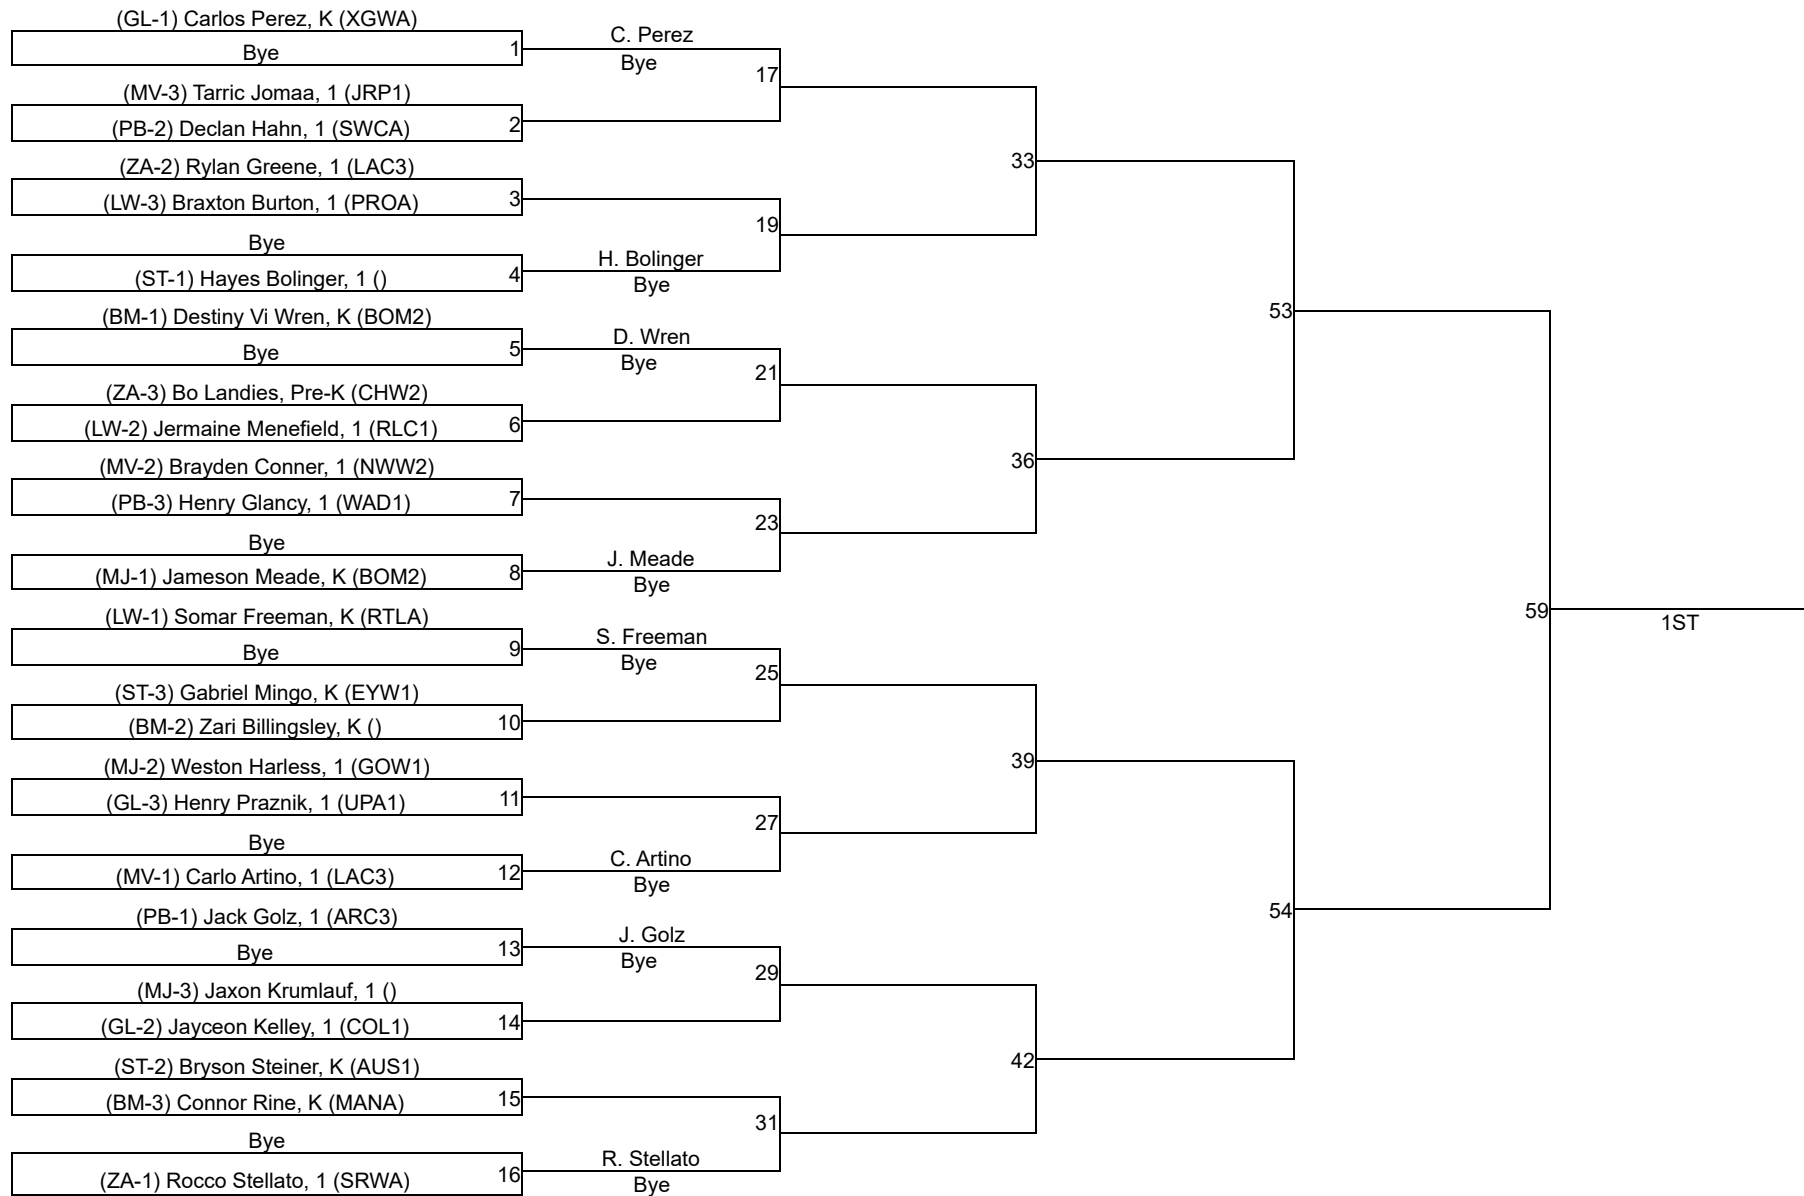 (GL-1) Carlos Perez, K (XGWA)
Bye
1
C. Perez
Bye
17
(MV-3) Tarric Jomaa, 1 (JRP1)
(PB-2) Declan Hahn, 1 (SWCA)
2
33
(ZA-2) Rylan Greene, 1 (LAC3)
(LW-3) Braxton Burton, 1 (PROA)
3
19
Bye
(ST-1) Hayes Bolinger, 1 ()
4
H. Bolinger
Bye
53
(BM-1) Destiny Vi Wren, K (BOM2)
Bye
5
D. Wren
Bye
21
(ZA-3) Bo Landies, Pre-K (CHW2)
(LW-2) Jermaine Menefield, 1 (RLC1)
6
36
(MV-2) Brayden Conner, 1 (NWW2)
(PB-3) Henry Glancy, 1 (WAD1)
7
23
Bye
(MJ-1) Jameson Meade, K (BOM2)
8
J. Meade
Bye
59
1ST
(LW-1) Somar Freeman, K (RTLA)
Bye
9
S. Freeman
Bye
25
(ST-3) Gabriel Mingo, K (EYW1)
(BM-2) Zari Billingsley, K ()
10
39
(MJ-2) Weston Harless, 1 (GOW1)
(GL-3) Henry Praznik, 1 (UPA1)
11
27
Bye
(MV-1) Carlo Artino, 1 (LAC3)
12
C. Artino
Bye
54
(PB-1) Jack Golz, 1 (ARC3)
Bye
13
J. Golz
Bye
29
(MJ-3) Jaxon Krumlauf, 1 ()
(GL-2) Jayceon Kelley, 1 (COL1)
14
42
(ST-2) Bryson Steiner, K (AUS1)
(BM-3) Connor Rine, K (MANA)
15
31
Bye
(ZA-1) Rocco Stellato, 1 (SRWA)
16
R. Stellato
Bye